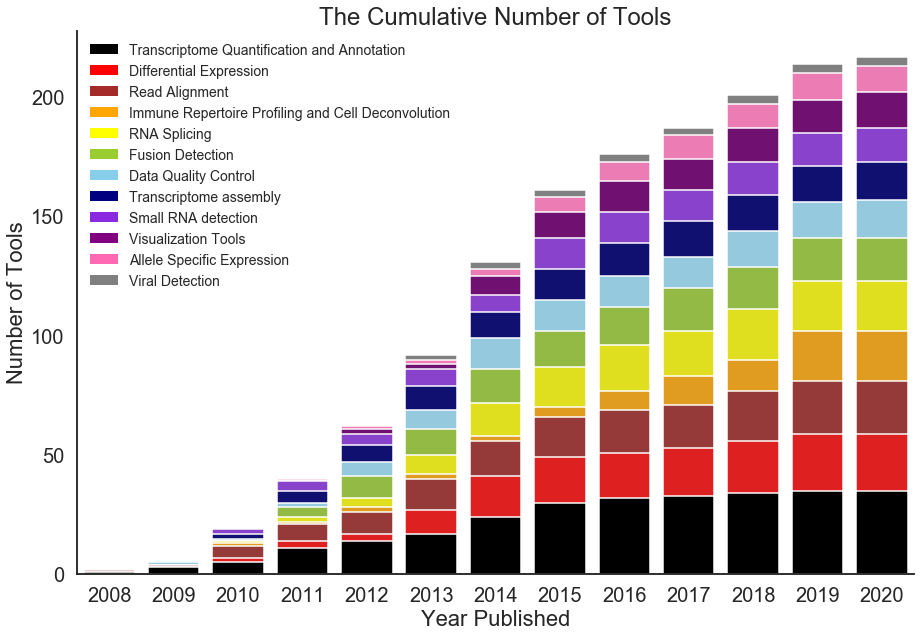 The Cumulative Number of Tools
Transcriptome Quantification and Annotation
Differential Expression
Read Alignment
Immune Repertoire Profiling and Cell Deconvolution
RNA Splicing
Fusion Detection
Data Quality Control
Transcriptome assembly
Small RNA detection
Visualization Tools
Allele Specific Expression
Viral Detection
Number of Tools
200
150
100
50
0
2008 2009 2010 2011 2012 2013 2014 2015 2016 2017 2018 2019 2020
Year Published